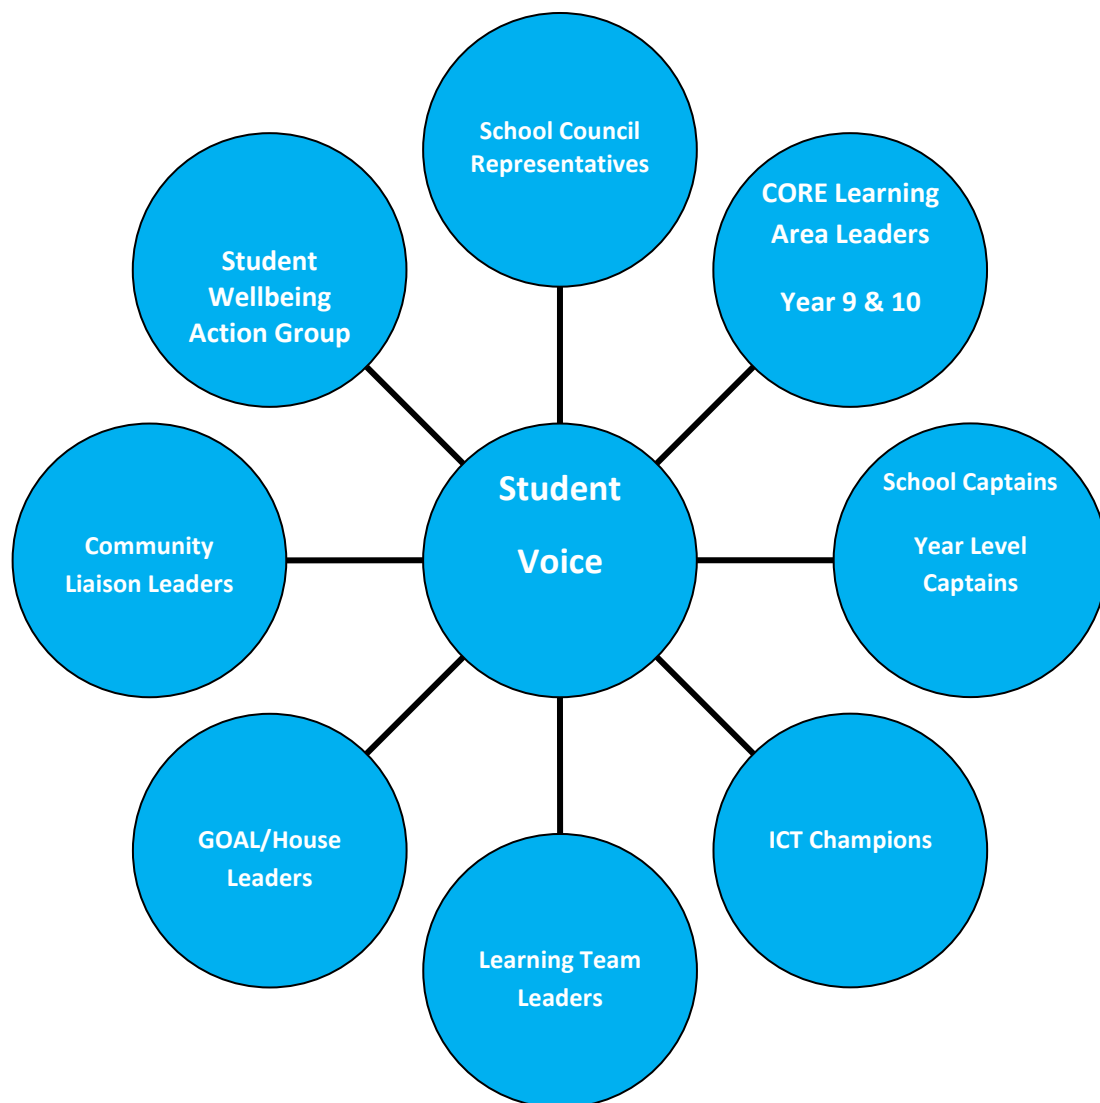 School Council
Representatives
CORE Learning
Area Leaders
Year 9 & 10
Student
Wellbeing
Action Group
Student
Voice
School Captains
Year Level
Captains
Community
Liaison Leaders
GOAL/House
Leaders
ICT Champions
Learning Team
Leaders